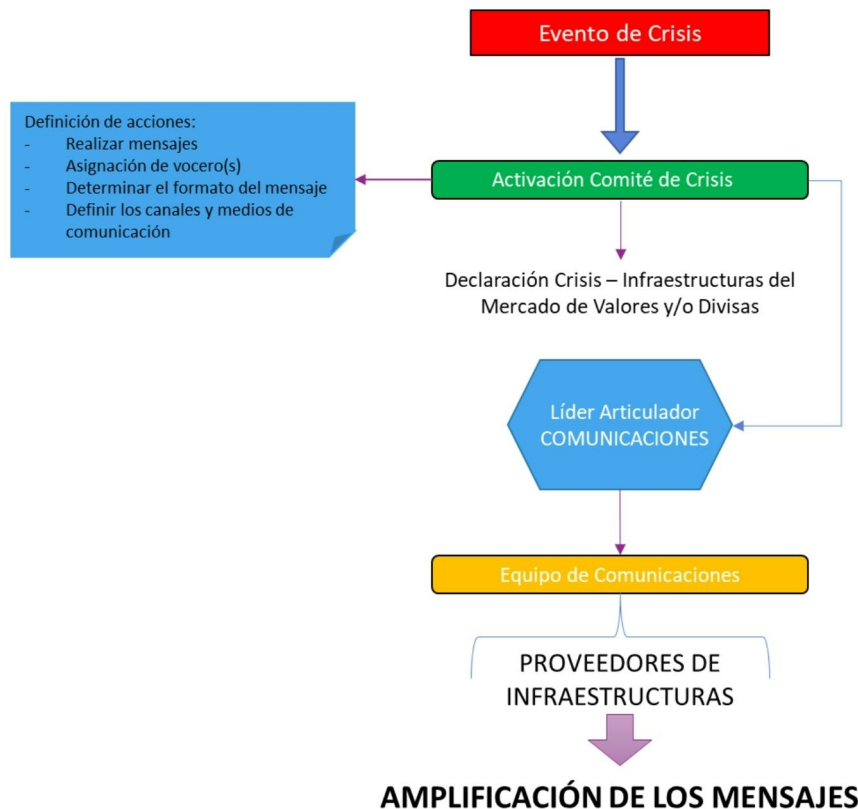 Evento de Crisis
Definición de acciones:
- Realizar mensajes
- Asignación de vocero(s)
- Determinar el formato del mensaje
- Definir los canales y medios de
comunicación
Activación Comité de Crisis
Declaración Crisis – Infraestructuras del
Mercado de Valores y/o Divisas
Líder Articulador
COMUNICACIONES
Equipo de Comunicaciones
PROVEEDORES DE
INFRAESTRUCTURAS
AMPLIFICACIÓN DE LOS MENSAJES